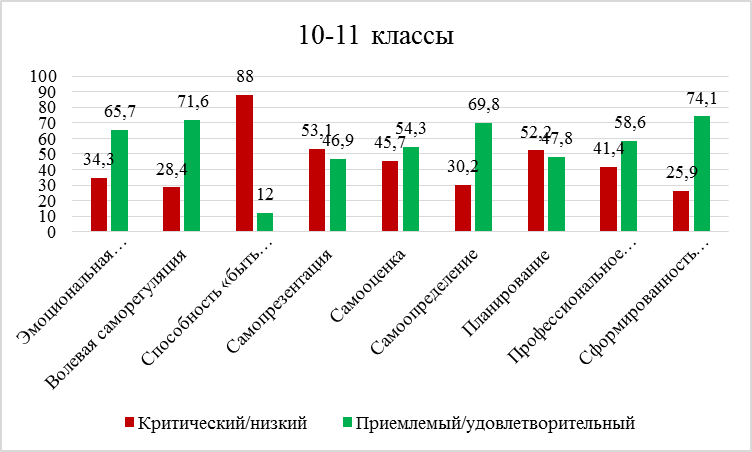 10-11 классы
100
90
80
70
60
50
40
30
20
10
0
34,3
65,7
28,4
71,6
88
12
53,1
46,9
45,7
54,3
30,2
69,8
52,2
47,8
41,4
58,6
25,9
74,1
Эмоциональная…
Волевая саморегуляция
Способность «быть…
Самопрезентация
Самооценка
Самоопределение
Планирование
Профессиональное…
Сформированность…
Критический/низкий
Приемлемый/удовлетворительный